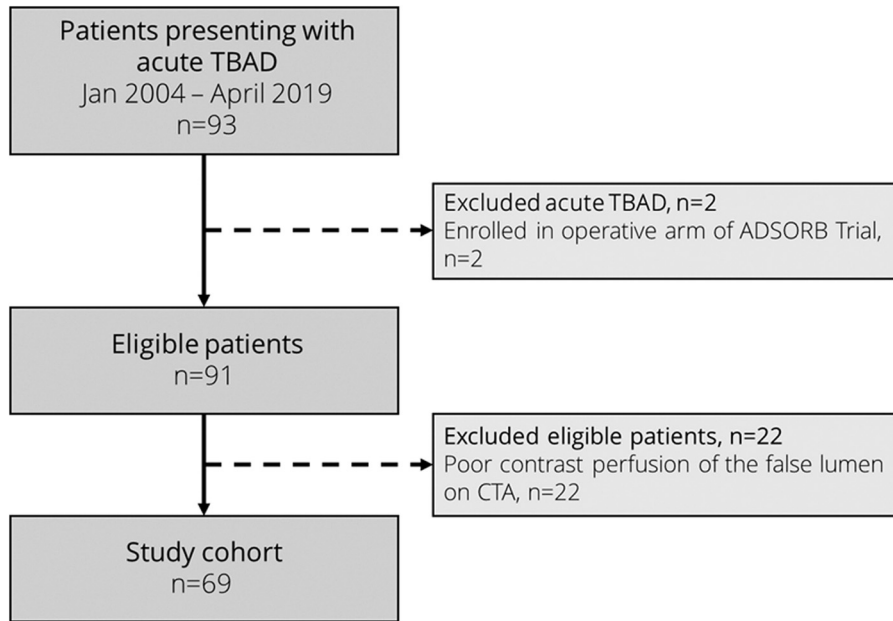 Patients presenting with
acute TBAD
Jan 2004 – April 2019
n=93
Excluded acute TBAD, n=2
Enrolled in operative arm of ADSORB Trial,
n=2
Eligible patients
n=91
Excluded eligible patients, n=22
Poor contrast perfusion of the false lumen
on CTA, n=22
Study cohort
n=69